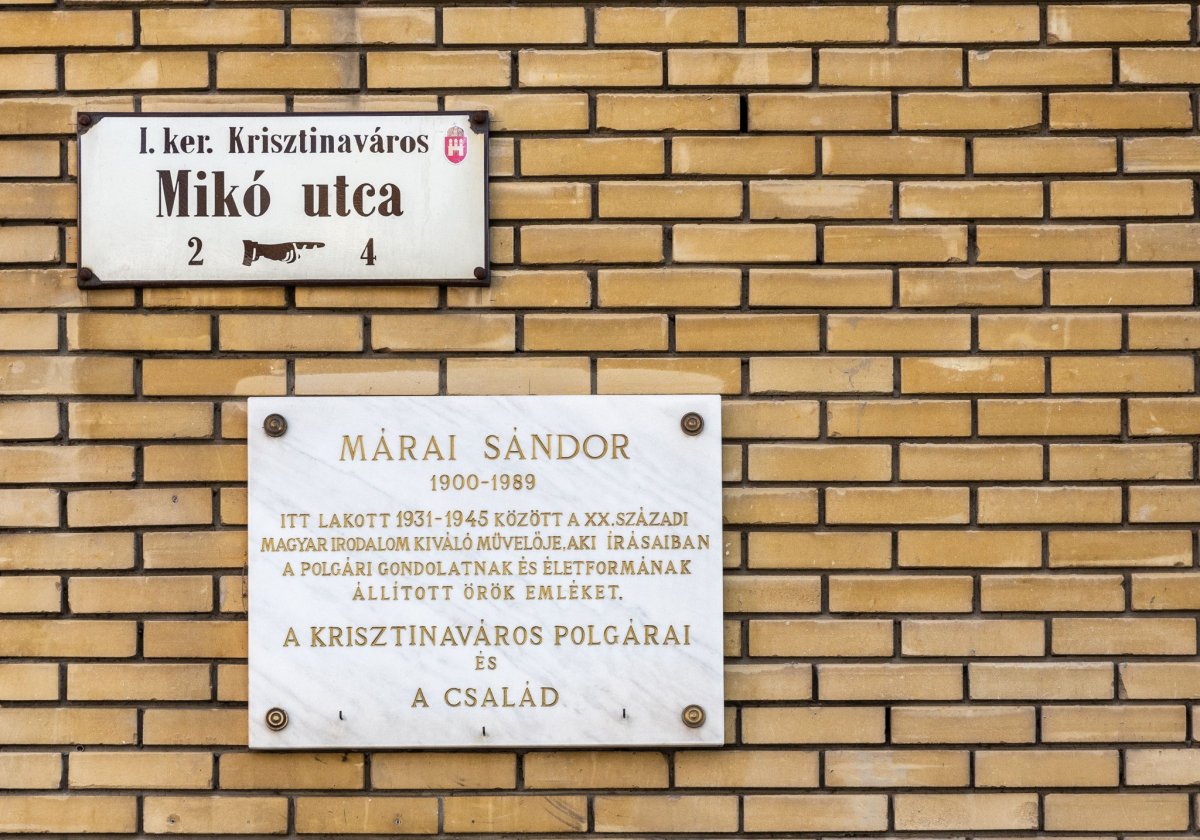 I. ker. Krisztinaváros
Mikó utca
2 4
MÁRAI SÁNDOR
1900-1989
ITT LAKOTT 1931-1945 KÖZÖTT A XX. SZÁZADI
MAGYAR IRODALOM KIVÁLÓ MŰVELŐJE, AKI ÍRÁSAIBAN
A POLGÁRI GONDOLATNAK ÉS ÉLETFORMÁNAK
ÁLLÍTOTT ÖRÖK EMLÉKET.
A KRISZTINAVÁROS POLGÁRAI
ÉS
A CSALÁD